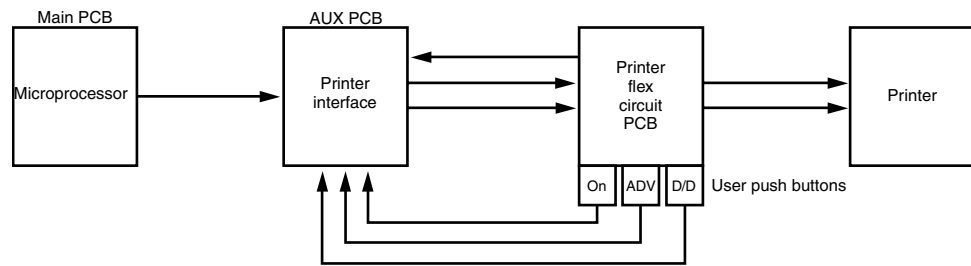 Main PCB
AUX PCB
Microprocessor
Printer
interface
Printer
flex
circuit
PCB
Printer
On
ADV
D/D
User push buttons